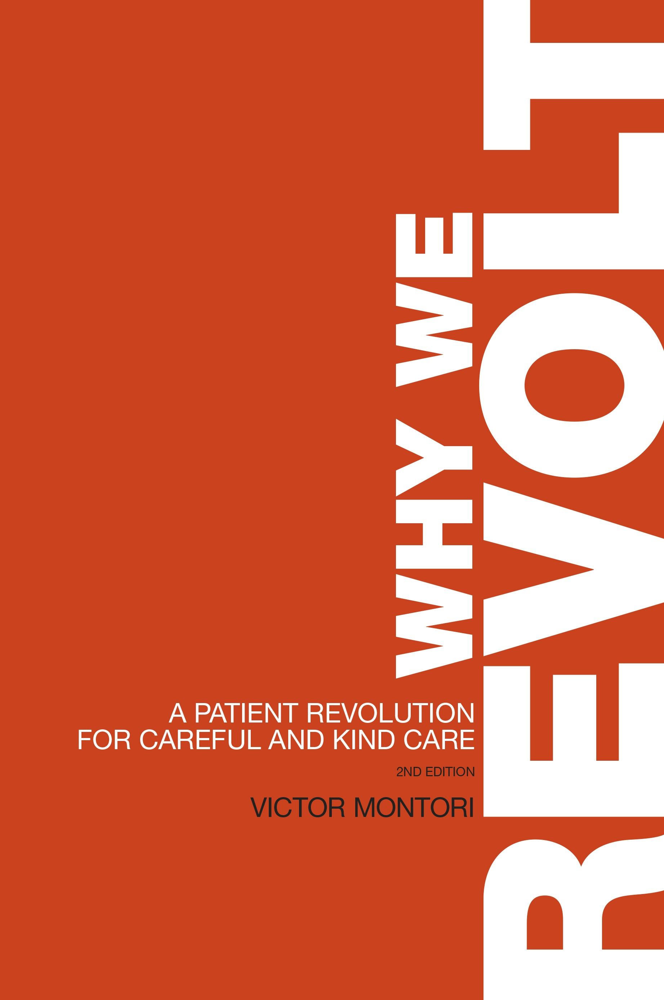 WHY WE
REVOLT
A PATIENT REVOLUTION
FOR CAREFUL AND KIND CARE
2ND EDITION
VICTOR MONTORI